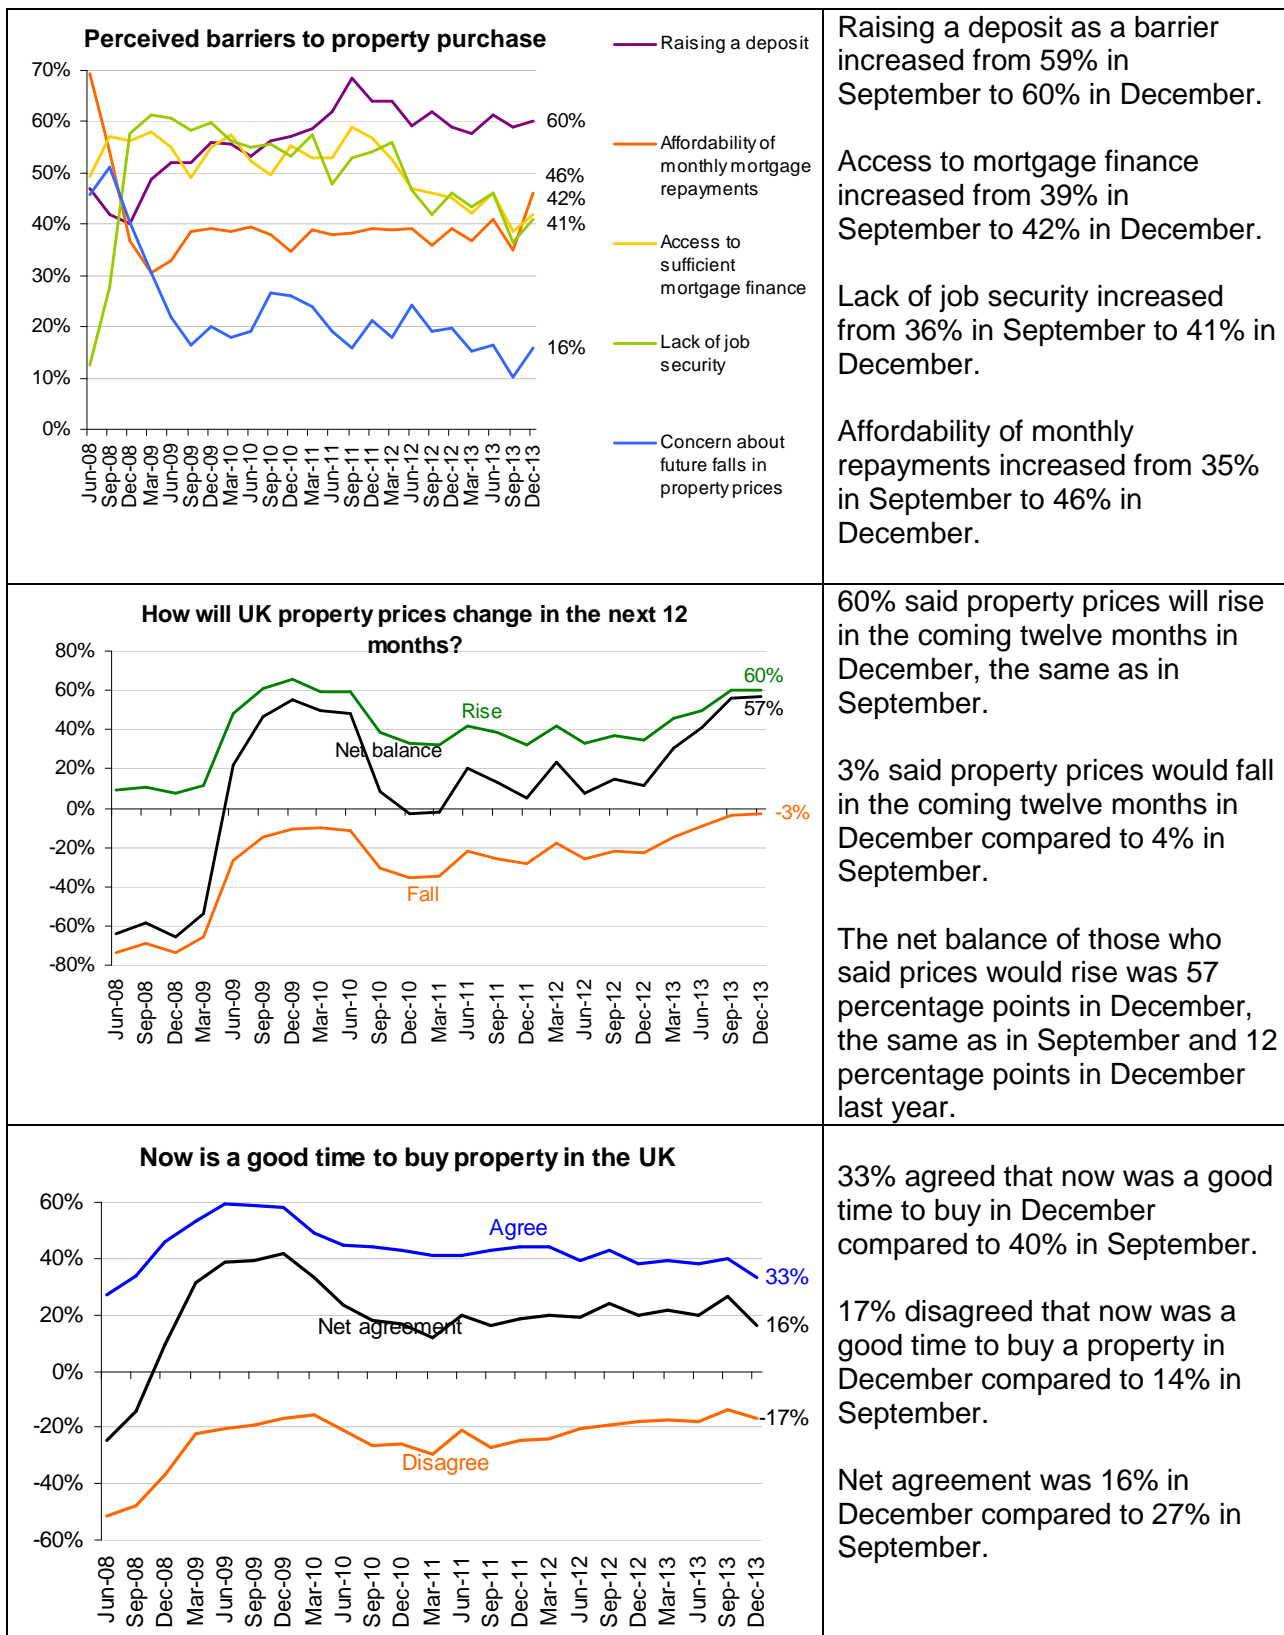 Perceived barriers to property purchase
70%
60%
50%
40%
30%
20%
10%
0%
60%
46%
42%
41%
16%
Jun-08
Sep-08
Dec-08
Mar-09
Jun-09
Sep-09
Dec-09
Mar-10
Jun-10
Sep-10
Dec-10
Mar-11
Jun-11
Sep-11
Dec-11
Mar-12
Jun-12
Sep-12
Dec-12
Mar-13
Jun-13
Sep-13
Dec-13
Raising a deposit
Affordability of
monthly mortgage
repayments
Access to
sufficient
mortgage finance
Lack of job
security
Concern about
future falls in
property prices
Raising a deposit as a barrier
increased from 59% in
September to 60% in December.
Access to mortgage finance
increased from 39% in
September to 42% in December.
Lack of job security increased
from 36% in September to 41% in
December.
Affordability of monthly
repayments increased from 35%
in September to 46% in
December.
How will UK property prices change in the next 12
months?
80%
60%
40%
20%
0%
-20%
-40%
-60%
-80%
Rise
Net balance
Fall
60%
57%
-3%
Jun-08
Sep-08
Dec-08
Mar-09
Jun-09
Sep-09
Dec-09
Mar-10
Jun-10
Sep-10
Dec-10
Mar-11
Jun-11
Sep-11
Dec-11
Mar-12
Jun-12
Sep-12
Dec-12
Mar-13
Jun-13
Sep-13
Dec-13
60% said property prices will rise
in the coming twelve months in
December, the same as in
September.
3% said property prices would fall
in the coming twelve months in
December compared to 4% in
September.
The net balance of those who
said prices would rise was 57
percentage points in December,
the same as in September and 12
percentage points in December
last year.
Now is a good time to buy property in the UK
60%
40%
20%
0%
-20%
-40%
-60%
Agree
Net agreement
Disagree
33%
16%
-17%
Jun-08
Sep-08
Dec-08
Mar-09
Jun-09
Sep-09
Dec-09
Mar-10
Jun-10
Sep-10
Dec-10
Mar-11
Jun-11
Sep-11
Dec-11
Mar-12
Jun-12
Sep-12
Dec-12
Mar-13
Jun-13
Sep-13
Dec-13
33% agreed that now was a good
time to buy in December
compared to 40% in September.
17% disagreed that now was a
good time to buy a property in
December compared to 14% in
September.
Net agreement was 16% in
December compared to 27% in
September.